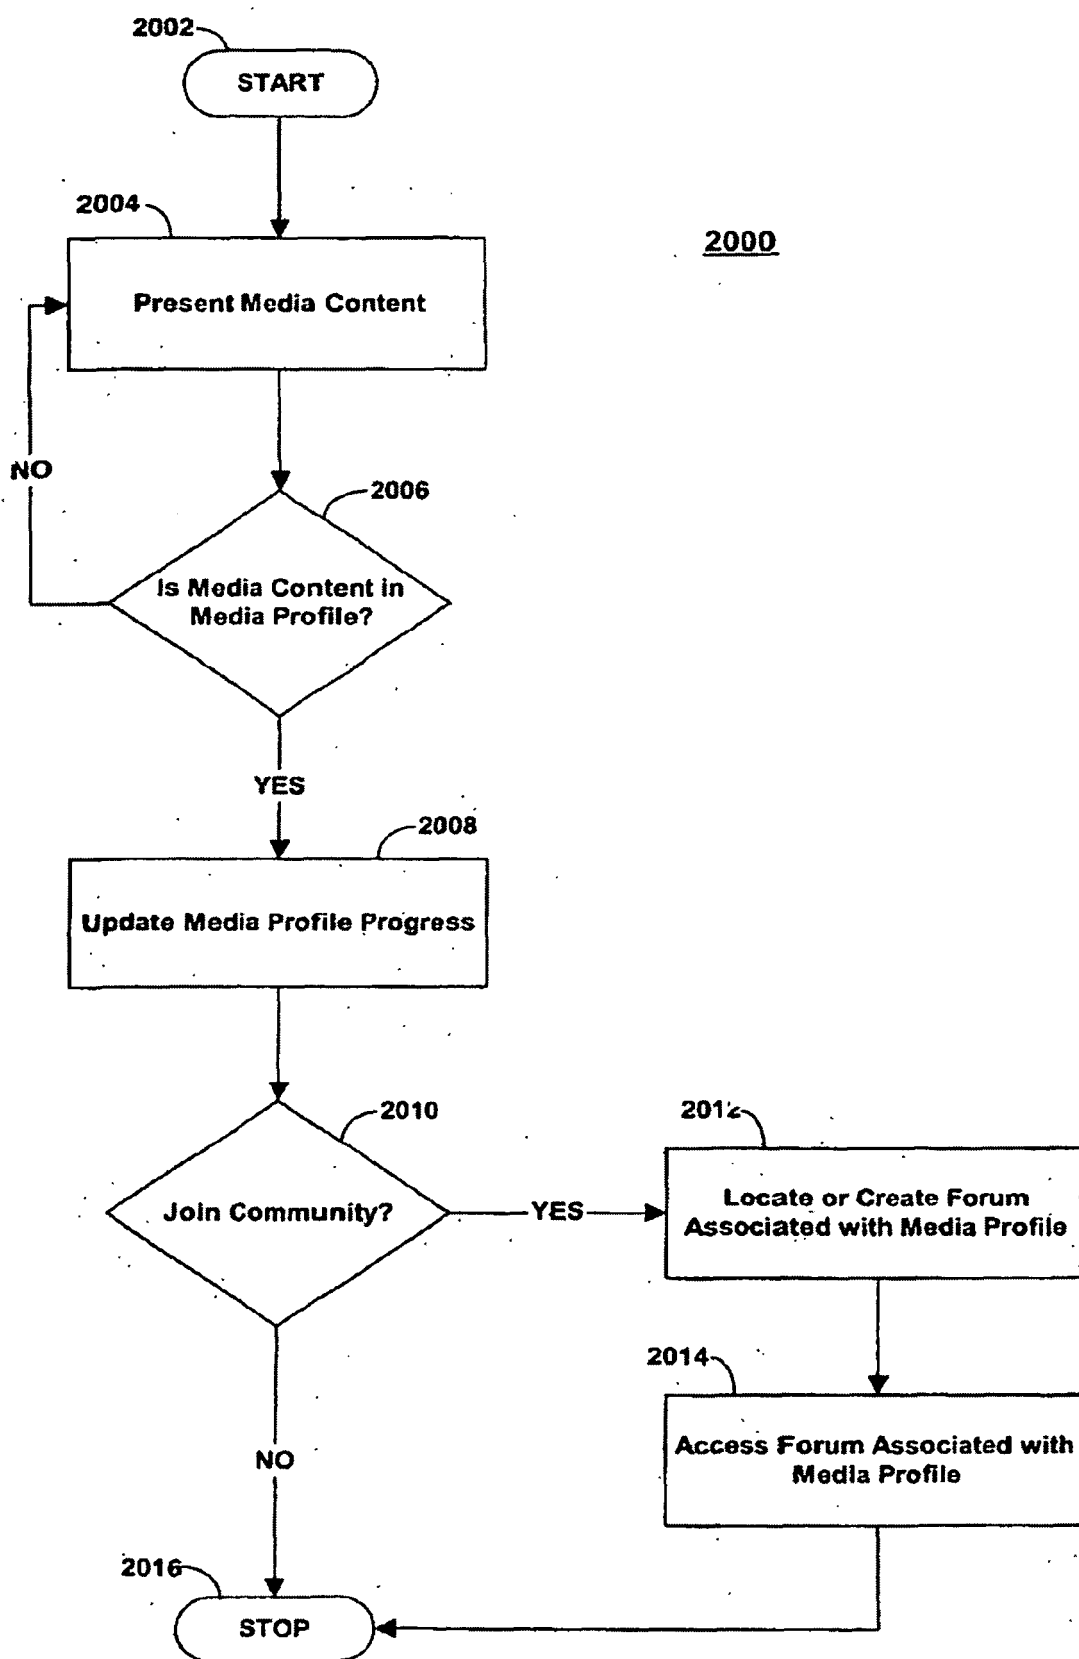 2002
START
2004
2000
Present Media Content
NO
2006
Is Media Content in
Media Profile?
YES
2008
Update Media Profile Progress
2010
Join Community?
YES
2012
Locate or Create Forum
Associated with Media Profile
2014
Access Forum Associated with
Media Profile
NO
2016
STOP